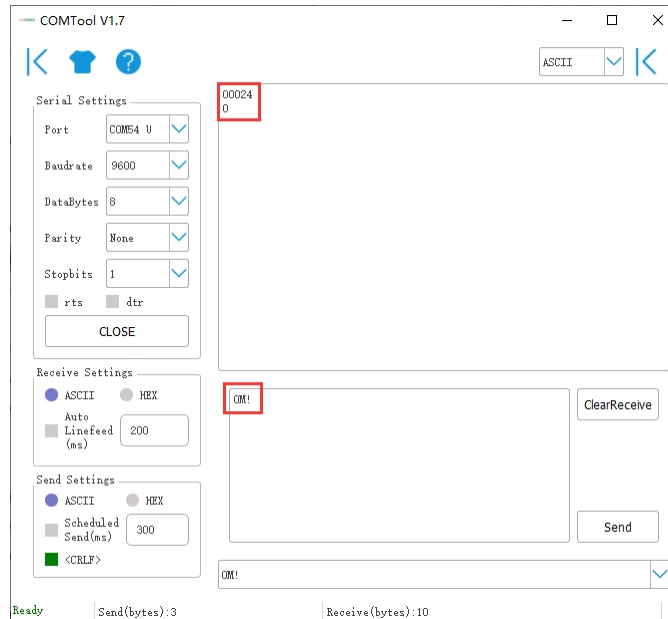 COMTool V1.7
ASCII
Serial Settings
Port
COM54 U
Baudrate
9600
DataBytes
8
Parity
None
Stopbits
1
rts
dtr
CLOSE
Receive Settings
ASCII
HEX
Auto
Linefeed
(ms)
200
Send Settings
ASCII
HEX
Scheduled
Send(ms)
300
<CRLF>
00024
0
OM!
ClearReceive
Send
OM!
Ready
Send(bytes):3
Receive(bytes):10